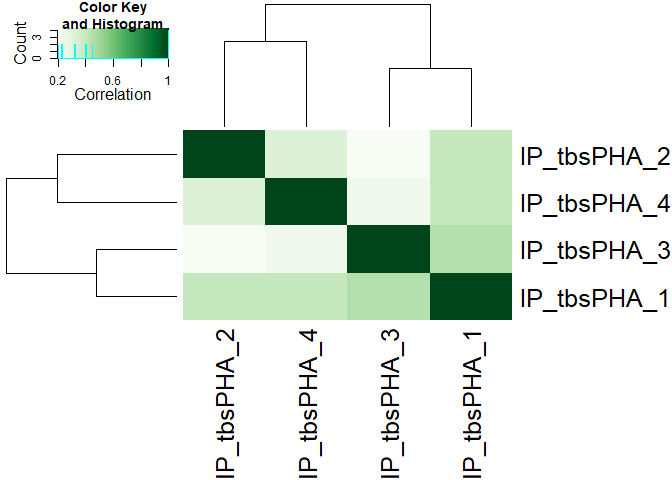 Color Key
and Histogram
Count
0 3
0.2 0.6 1
Correlation
IP_tbsPHA_2
IP_tbsPHA_4
IP_tbsPHA_3
IP_tbsPHA_1
IP_tbsPHA_2
IP_tbsPHA_4
IP_tbsPHA_3
IP_tbsPHA_1